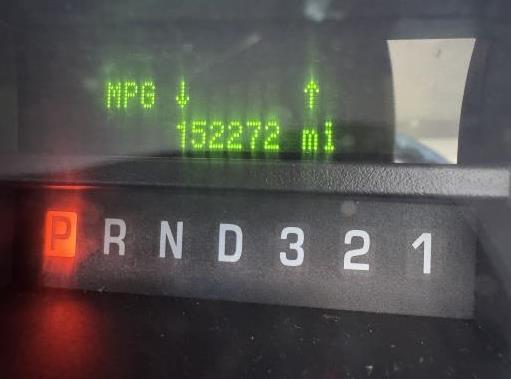 MPG ↓ ↑
152272 mi
P R N D 3 2 1